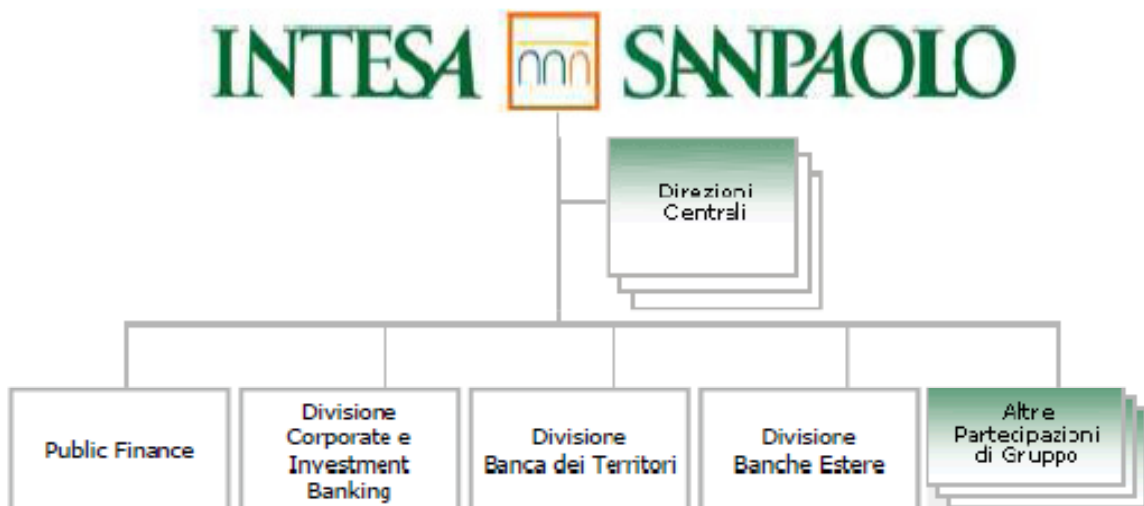 INTESA SANPAOLO
Direzioni
Centrali
Public Finance
Divisione
Corporate e
Investment
Banking
Divisione
Banca dei Territori
Divisione
Banche Estere
Altre
Partecipazioni
di Gruppo